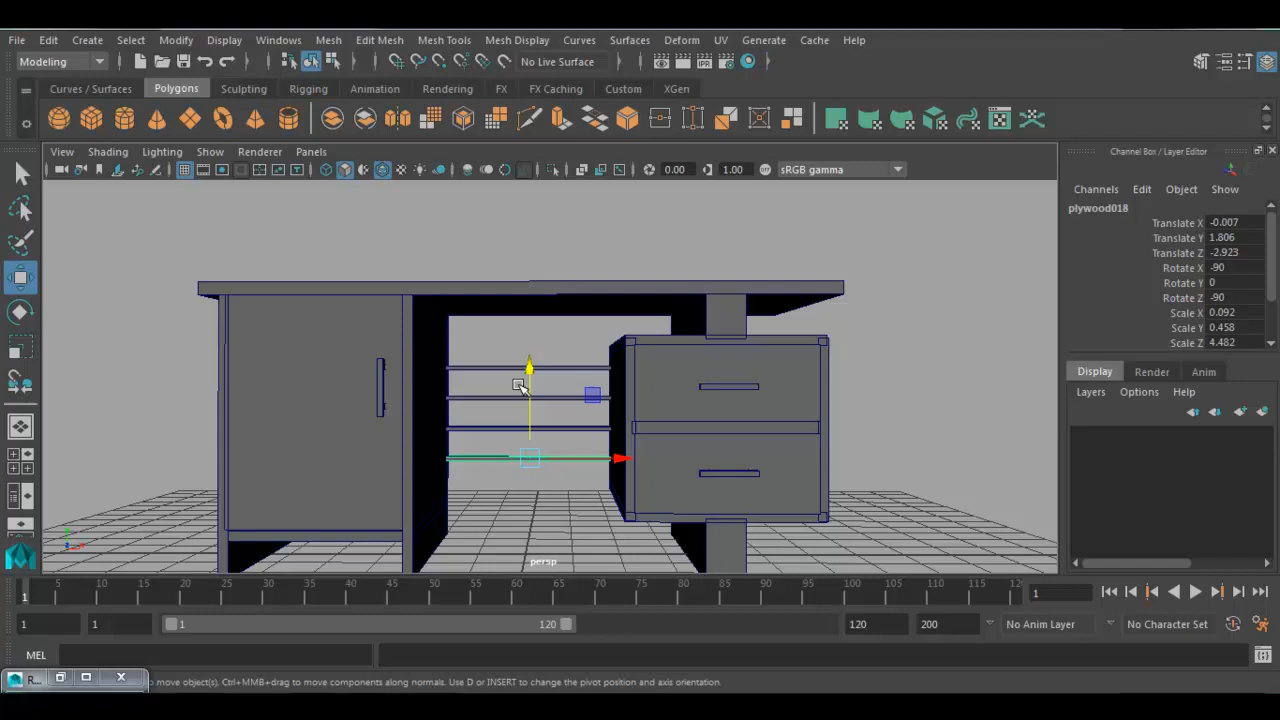 File Edit Create Select Modify Display Windows Mesh Edit Mesh Mesh Tools Mesh Display Curves Surfaces Deform UV Generate Cache Help
Modeling No Live Surface
Curves / Surfaces Polygons Sculpting Rigging Animation Rendering FX FX Caching Custom XGen
View Shading Lighting Show Renderer Panels
0.00 1.00 sRGB gamma
Channel Box / Layer Editor
Channels Edit Object Show
plywood018
Translate X -0.007
Translate Y 1.806
Translate Z -2.923
Rotate X -90
Rotate Y 0
Rotate Z -90
Scale X 0.092
Scale Y 0.458
Scale Z 4.482
Display Render Anim
Layers Options Help
persp
1 5 10 15 20 25 30 35 40 45 50 55 60 65 70 75 80 85 90 95 100 105 110 115 12 1
1 1 1 120 120 200 No Anim Layer No Character Set
MEL
R... to move object(s). Ctrl+MMB+drag to move components along normals. Use D or INSERT to change the pivot position and axis orientation.